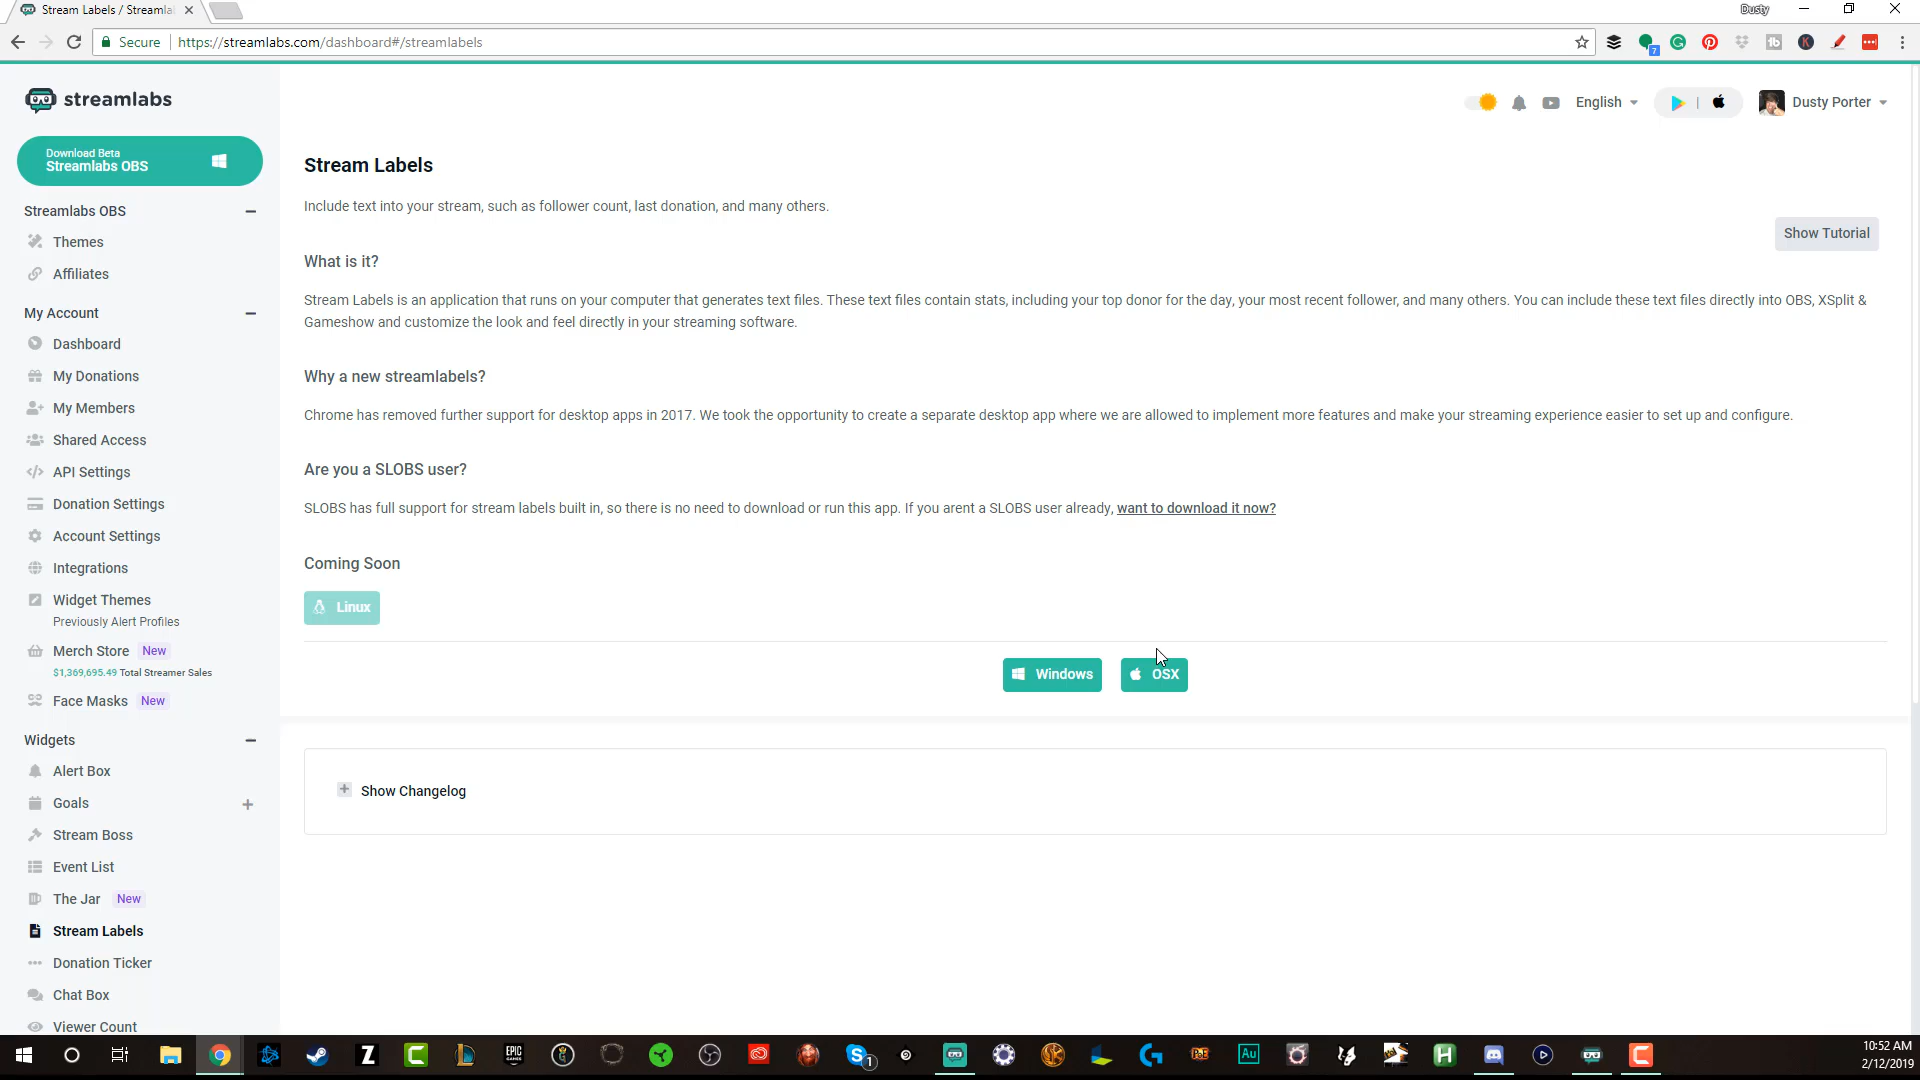 Stream Labels / Streamla
Dusty
Secure
https://streamlabs.com/dashboard#/streamlabels
7
streamlabs
English
Dusty Porter
Download Beta
Streamlabs OBS
Streamlabs OBS
Themes
Affiliates
My Account
Dashboard
My Donations
My Members
Shared Access
API Settings
Donation Settings
Account Settings
Integrations
Widget Themes
Previously Alert Profiles
Merch Store New
$1,369,695.49 Total Streamer Sales
Face Masks New
Widgets
Alert Box
Goals
Stream Boss
Event List
The Jar New
Stream Labels
Donation Ticker
Chat Box
Viewer Count
Stream Labels
Include text into your stream, such as follower count, last donation, and many others.
Show Tutorial
What is it?
Stream Labels is an application that runs on your computer that generates text files. These text files contain stats, including your top donor for the day, your most recent follower, and many others. You can include these text files directly into OBS, XSplit &
Gameshow and customize the look and feel directly in your streaming software.
Why a new streamlabels?
Chrome has removed further support for desktop apps in 2017. We took the opportunity to create a separate desktop app where we are allowed to implement more features and make your streaming experience easier to set up and configure.
Are you a SLOBS user?
SLOBS has full support for stream labels built in, so there is no need to download or run this app. If you arent a SLOBS user already, want to download it now?
Coming Soon
Linux
Windows
OSX
Show Changelog
EPIC
GAMES
1
Au
10:52 AM
2/12/2019